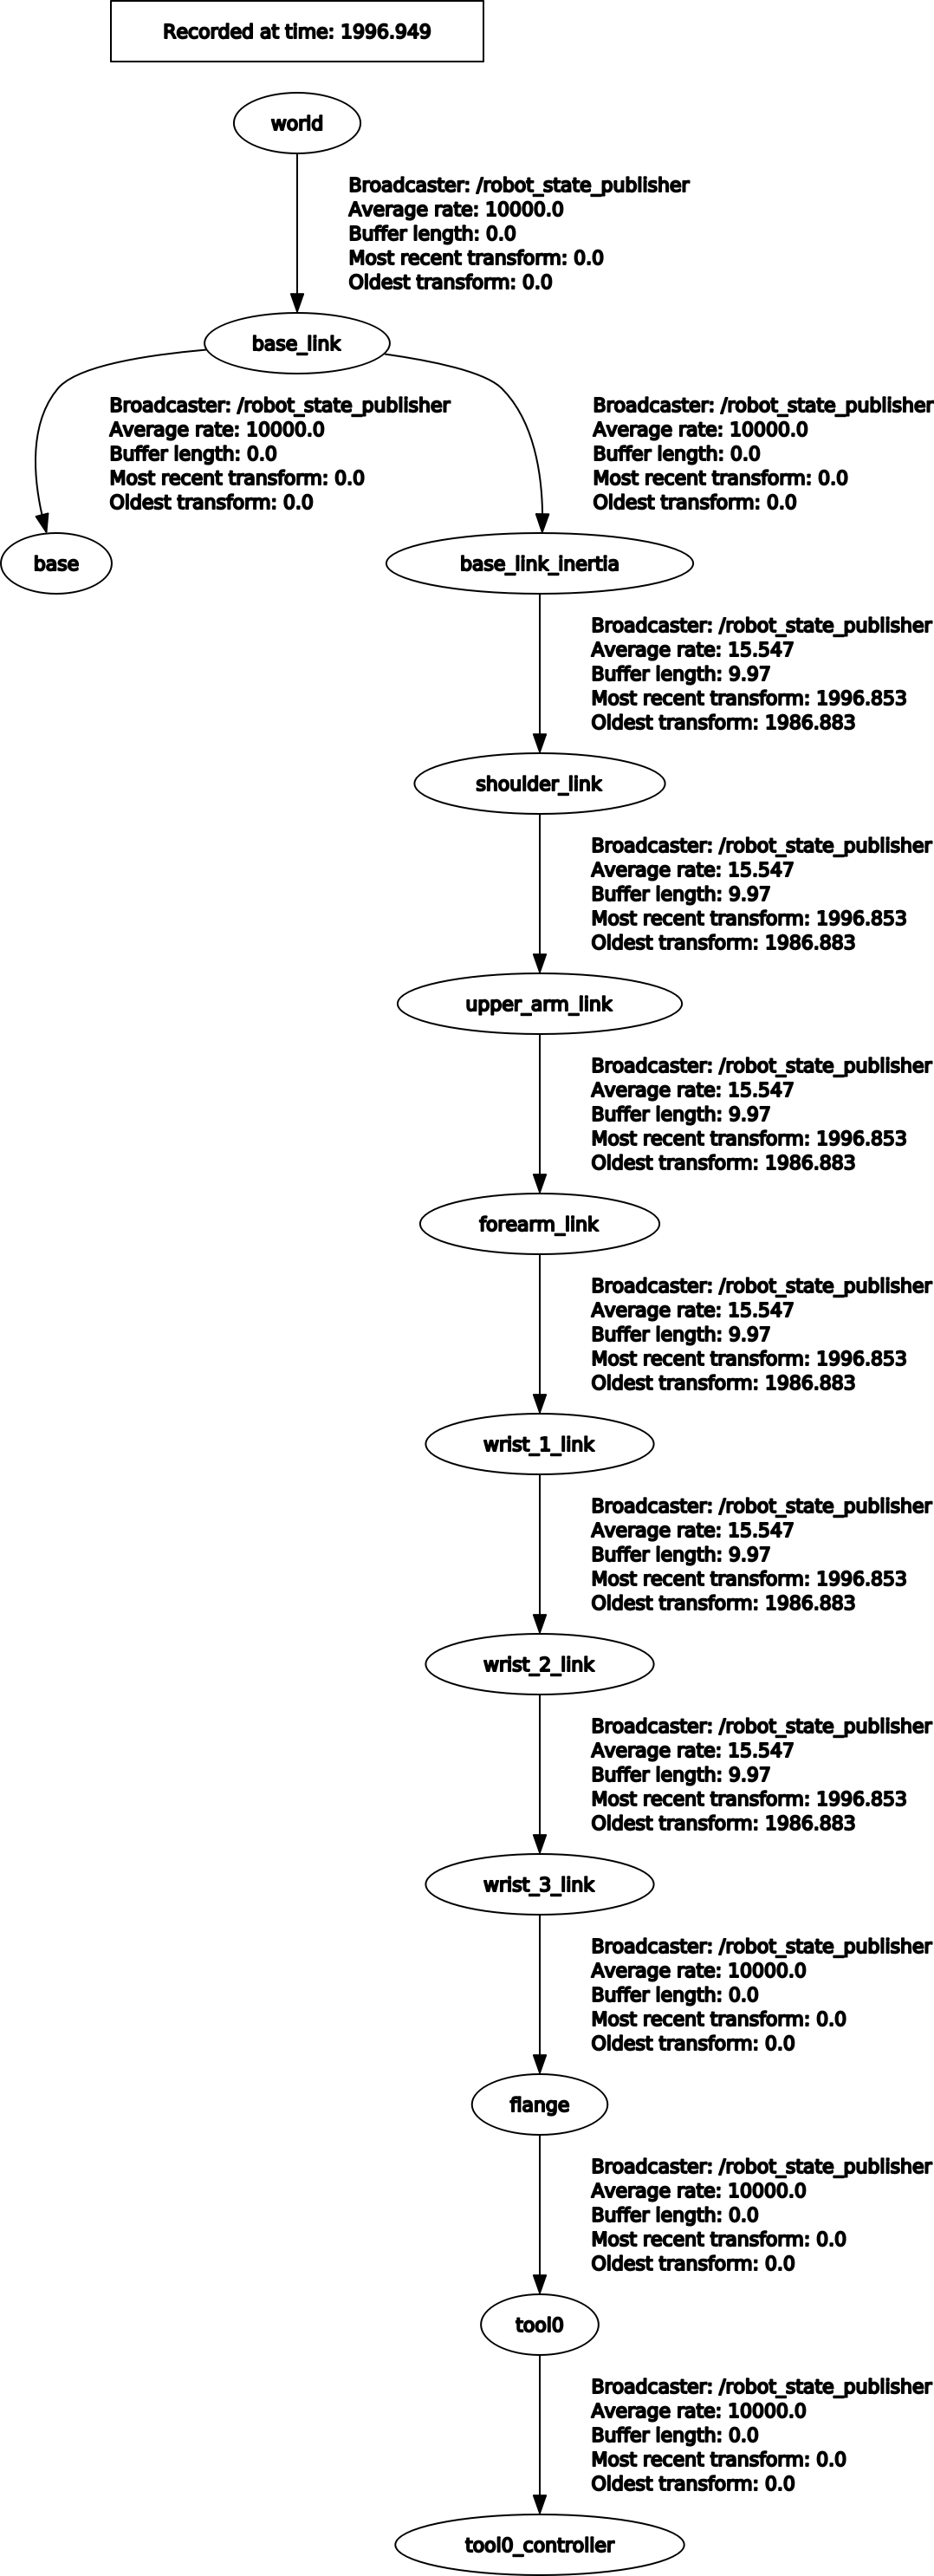 Recorded at time: 1996.949
world
Broadcaster: /robot_state_publisher
Average rate: 10000.0
Buffer length: 0.0
Most recent transform: 0.0
Oldest transform: 0.0
base_link
Broadcaster: /robot_state_publisher
Average rate: 10000.0
Buffer length: 0.0
Most recent transform: 0.0
Oldest transform: 0.0
Broadcaster: /robot_state_publisher
Average rate: 10000.0
Buffer length: 0.0
Most recent transform: 0.0
Oldest transform: 0.0
base
base_link_inertia
Broadcaster: /robot_state_publisher
Average rate: 15.547
Buffer length: 9.97
Most recent transform: 1996.853
Oldest transform: 1986.883
shoulder_link
Broadcaster: /robot_state_publisher
Average rate: 15.547
Buffer length: 9.97
Most recent transform: 1996.853
Oldest transform: 1986.883
upper_arm_link
Broadcaster: /robot_state_publisher
Average rate: 15.547
Buffer length: 9.97
Most recent transform: 1996.853
Oldest transform: 1986.883
forearm_link
Broadcaster: /robot_state_publisher
Average rate: 15.547
Buffer length: 9.97
Most recent transform: 1996.853
Oldest transform: 1986.883
wrist_1_link
Broadcaster: /robot_state_publisher
Average rate: 15.547
Buffer length: 9.97
Most recent transform: 1996.853
Oldest transform: 1986.883
wrist_2_link
Broadcaster: /robot_state_publisher
Average rate: 15.547
Buffer length: 9.97
Most recent transform: 1996.853
Oldest transform: 1986.883
wrist_3_link
Broadcaster: /robot_state_publisher
Average rate: 10000.0
Buffer length: 0.0
Most recent transform: 0.0
Oldest transform: 0.0
flange
Broadcaster: /robot_state_publisher
Average rate: 10000.0
Buffer length: 0.0
Most recent transform: 0.0
Oldest transform: 0.0
tool0
Broadcaster: /robot_state_publisher
Average rate: 10000.0
Buffer length: 0.0
Most recent transform: 0.0
Oldest transform: 0.0
tool0_controller